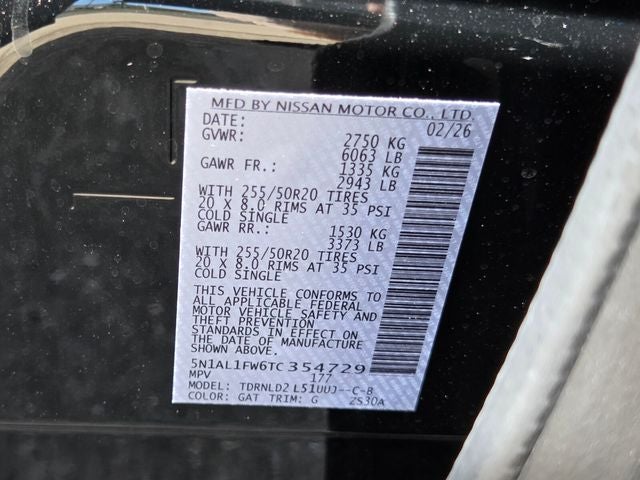 MFD BY NISSAN MOTOR CO., LTD.
DATE: 02/26
GVWR: 2750 KG
6063 LB
GAWR FR.: 1335 KG
2943 LB
WITH 255/50R20 TIRES
20 X 8.0 RIMS AT 35 PSI
COLD SINGLE
GAWR RR.: 1530 KG
3373 LB
WITH 255/50R20 TIRES
20 X 8.0 RIMS AT 35 PSI
COLD SINGLE
THIS VEHICLE CONFORMS TO
ALL APPLICABLE FEDERAL
MOTOR VEHICLE SAFETY AND
THEFT PREVENTION
STANDARDS IN EFFECT ON
THE DATE OF MANUFACTURE
SHOWN ABOVE.
5N1AL1FW6TC354729
MPV 177
MODEL: TDRNLD2 L51UUJ--C-B
COLOR: GAT TRIM: G ZS30A